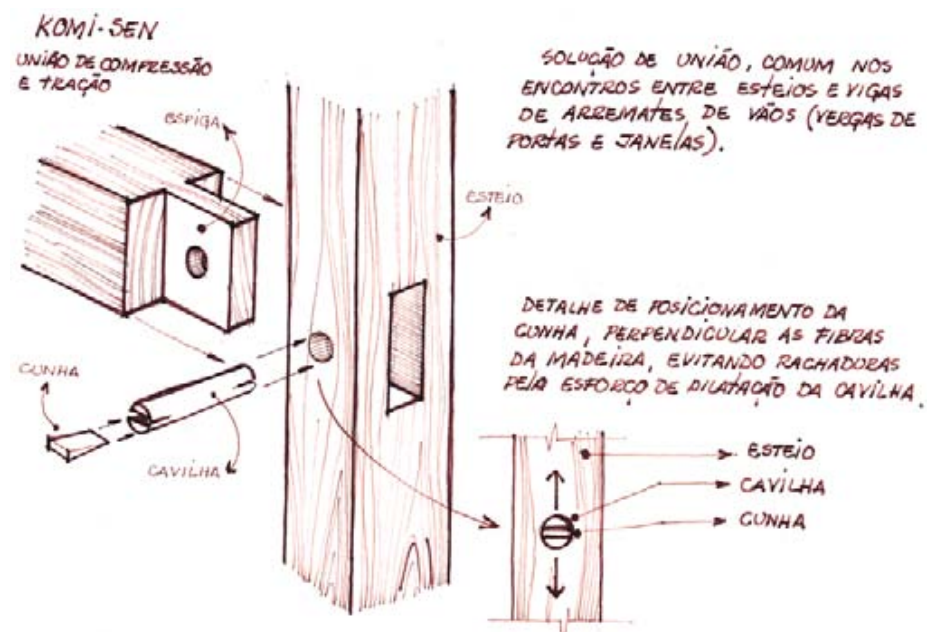 KOMI-SEN
UNIÃO DE COMPRESSÃO
E TRAÇÃO
ESPIGA
SOLUÇÃO DE UNIÃO, COMUM NOS
ENCONTROS ENTRE ESTEIOS E VIGAS
DE ARREMATES DE VÃOS (VERGAS DE
PORTAS E JANELAS).
ESTEIO
DETALHE DE POSICIONAMENTO DA
CUNHA, PERPENDICULAR AS FIBRAS
DA MADEIRA, EVITANDO RACHADURAS
PELA ESFORÇO DE DILATAÇÃO DA CAVILHA.
CUNHA
CAVILHA
ESTEIO
CAVILHA
CUNHA